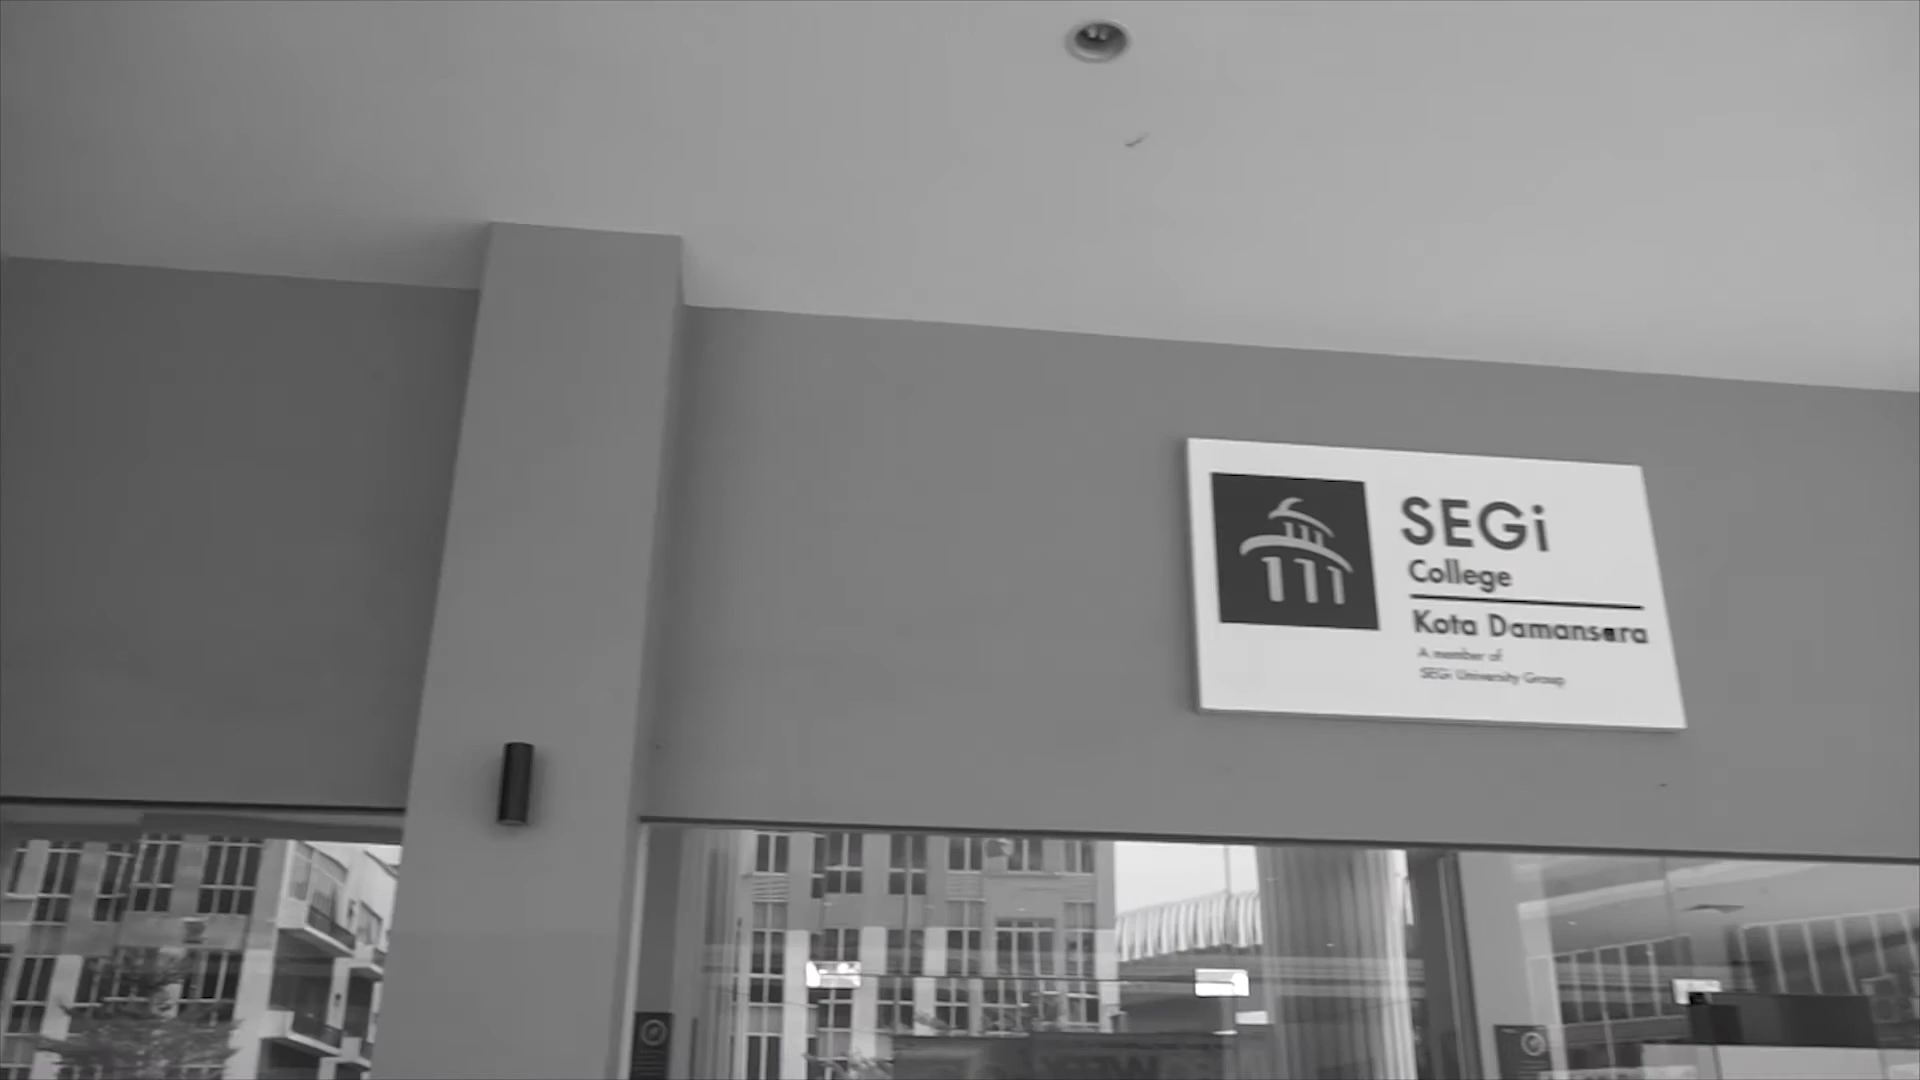 SEGi
College
Kota Damansara
A member of
SEGi University Group